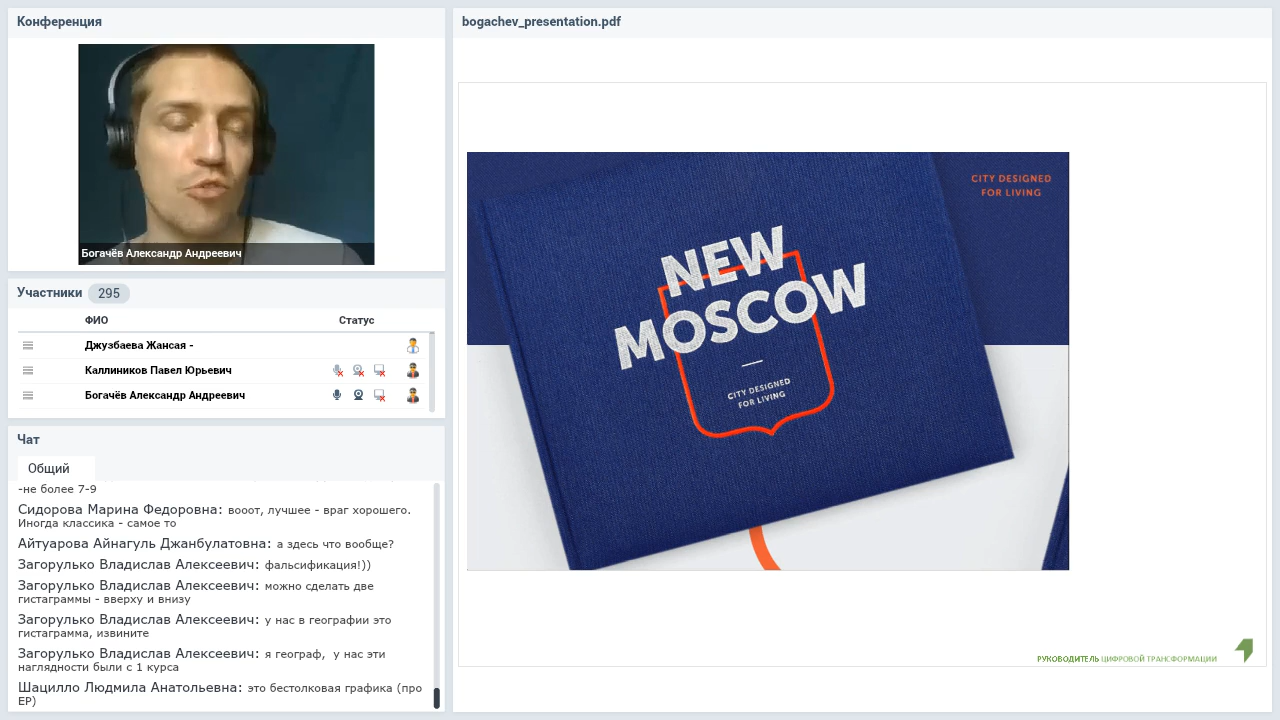 Конференция
Богачёв Александр Андреевич
Участники 295
ФИО Статус
Джузбаева Жансая -
Каллиников Павел Юрьевич
Богачёв Александр Андреевич
Чат
Общий
-не более 7-9
Сидорова Марина Федоровна: вооот, лучшее - враг хорошего.
Иногда классика - самое то
Айтуарова Айнагуль Джанбулатовна: а здесь что вообще?
Загорулько Владислав Алексеевич: фальсификация!))
Загорулько Владислав Алексеевич: можно сделать две
гистаграммы - вверху и внизу
Загорулько Владислав Алексеевич: у нас в географии это
гистаграмма, извините
Загорулько Владислав Алексеевич: я географ,  у нас эти
наглядности были с 1 курса
Шацилло Людмила Анатольевна: это бестолковая графика (про
ЕР)
bogachev_presentation.pdf
CITY DESIGNED
FOR LIVING
NEW
MOSCOW
CITY DESIGNED
FOR LIVING
РУКОВОДИТЕЛЬ ЦИФРОВОЙ ТРАНСФОРМАЦИИ